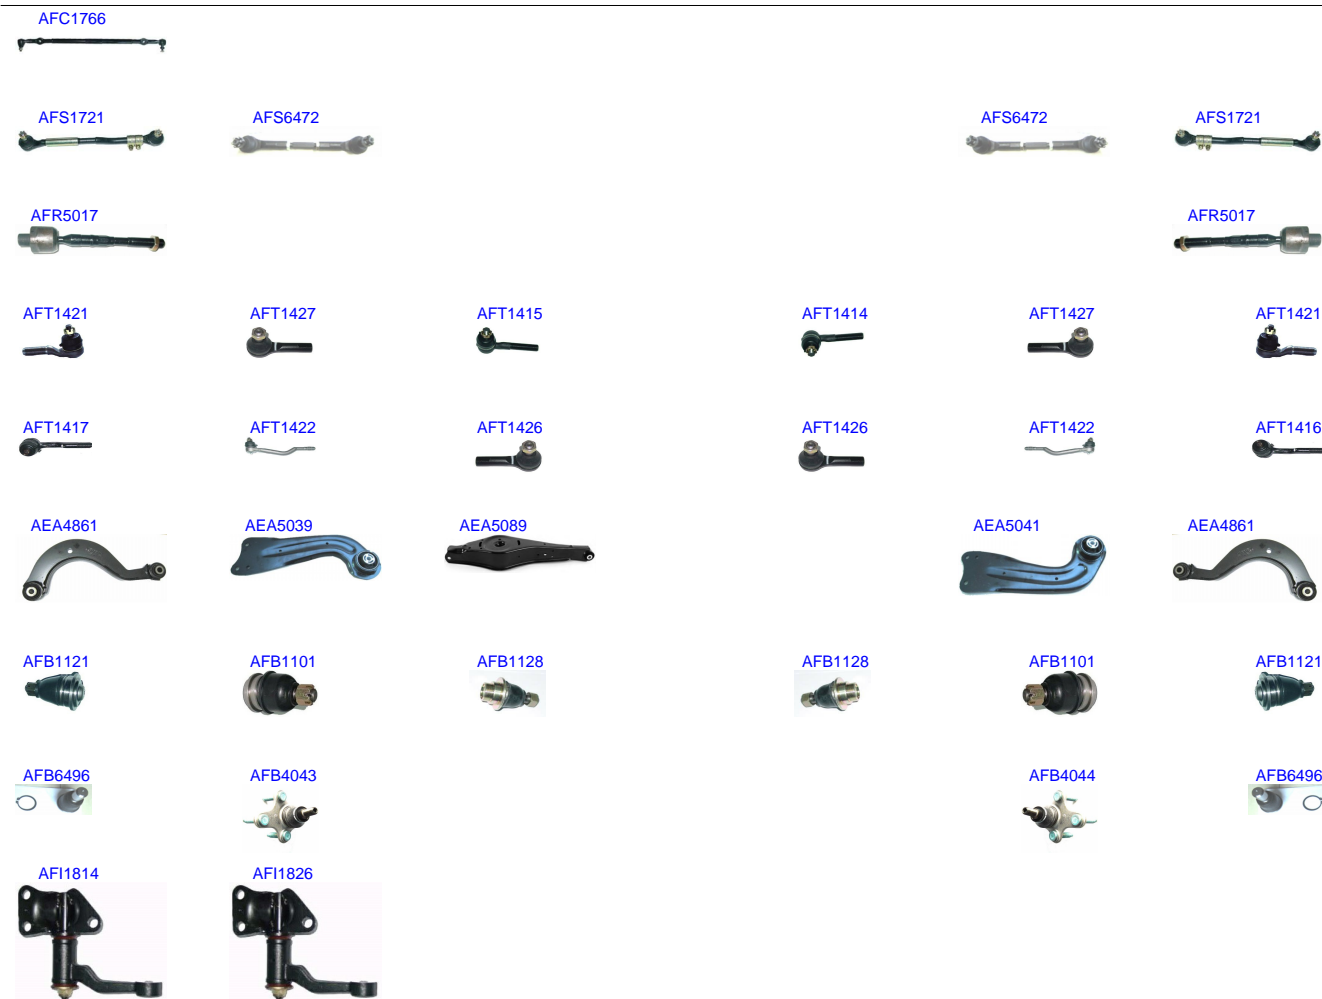 AFC1766
AFS1721 AFS6472 AFS6472 AFS1721
AFR5017 AFR5017
AFT1421 AFT1427 AFT1415 AFT1414 AFT1427 AFT1421
AFT1417 AFT1422 AFT1426 AFT1426 AFT1422 AFT1416
AEA4861 AEA5039 AEA5089 AEA5041 AEA4861
AFB1121 AFB1101 AFB1128 AFB1128 AFB1101 AFB1121
AFB6496 AFB4043 AFB4044 AFB6496
AFI1814 AFI1826